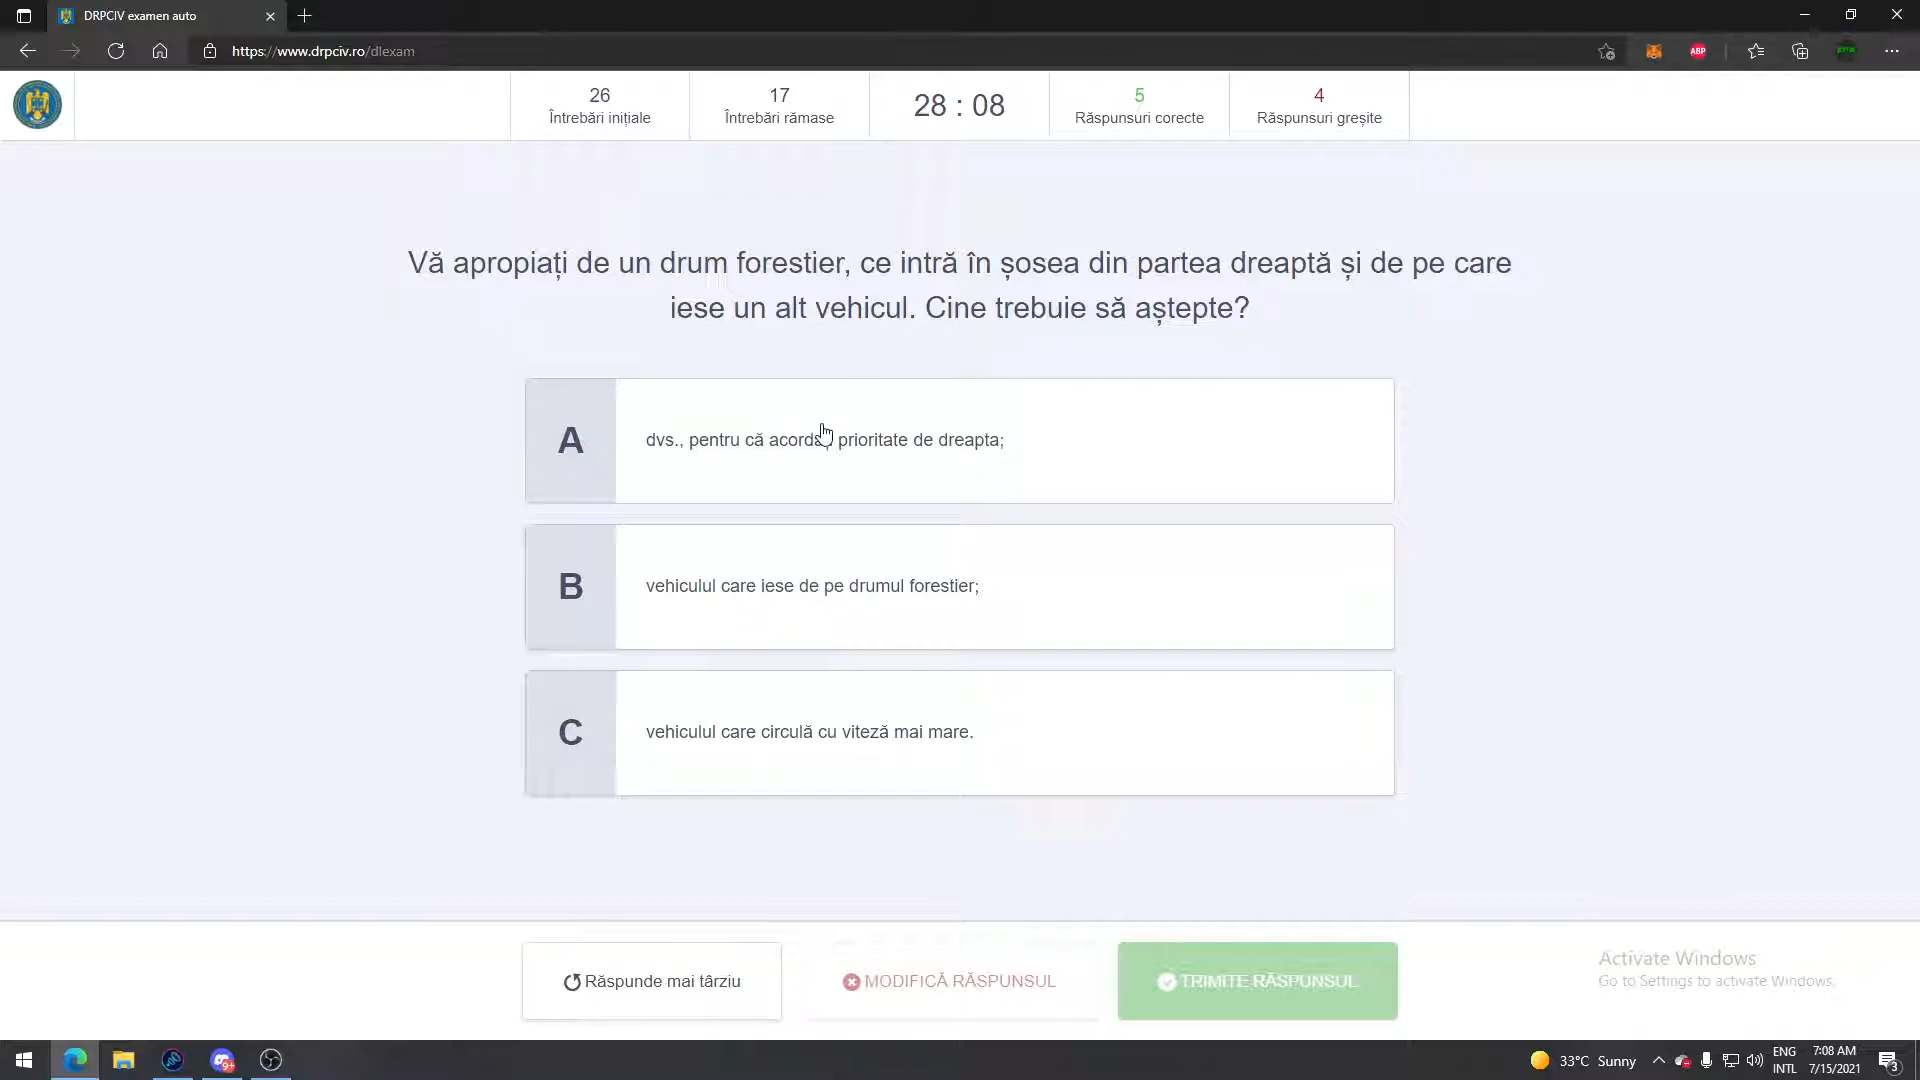 DRPCIV examen auto
https://www.drpciv.ro/dlexam
ABP
26
Întrebări inițiale
17
Întrebări rămase
28 : 08
5
Răspunsuri corecte
4
Răspunsuri greșite
Vă apropiați de un drum forestier, ce intră în șosea din partea dreaptă și de pe care
iese un alt vehicul. Cine trebuie să aștepte?
A
dvs., pentru că acordați prioritate de dreapta;
B
vehiculul care iese de pe drumul forestier;
C
vehiculul care circulă cu viteză mai mare.
Răspunde mai târziu
MODIFICĂ RĂSPUNSUL
TRIMITE RĂSPUNSUL
Activate Windows
Go to Settings to activate Windows.
9+
33°C Sunny
ENG
INTL
7:08 AM
7/15/2021
3